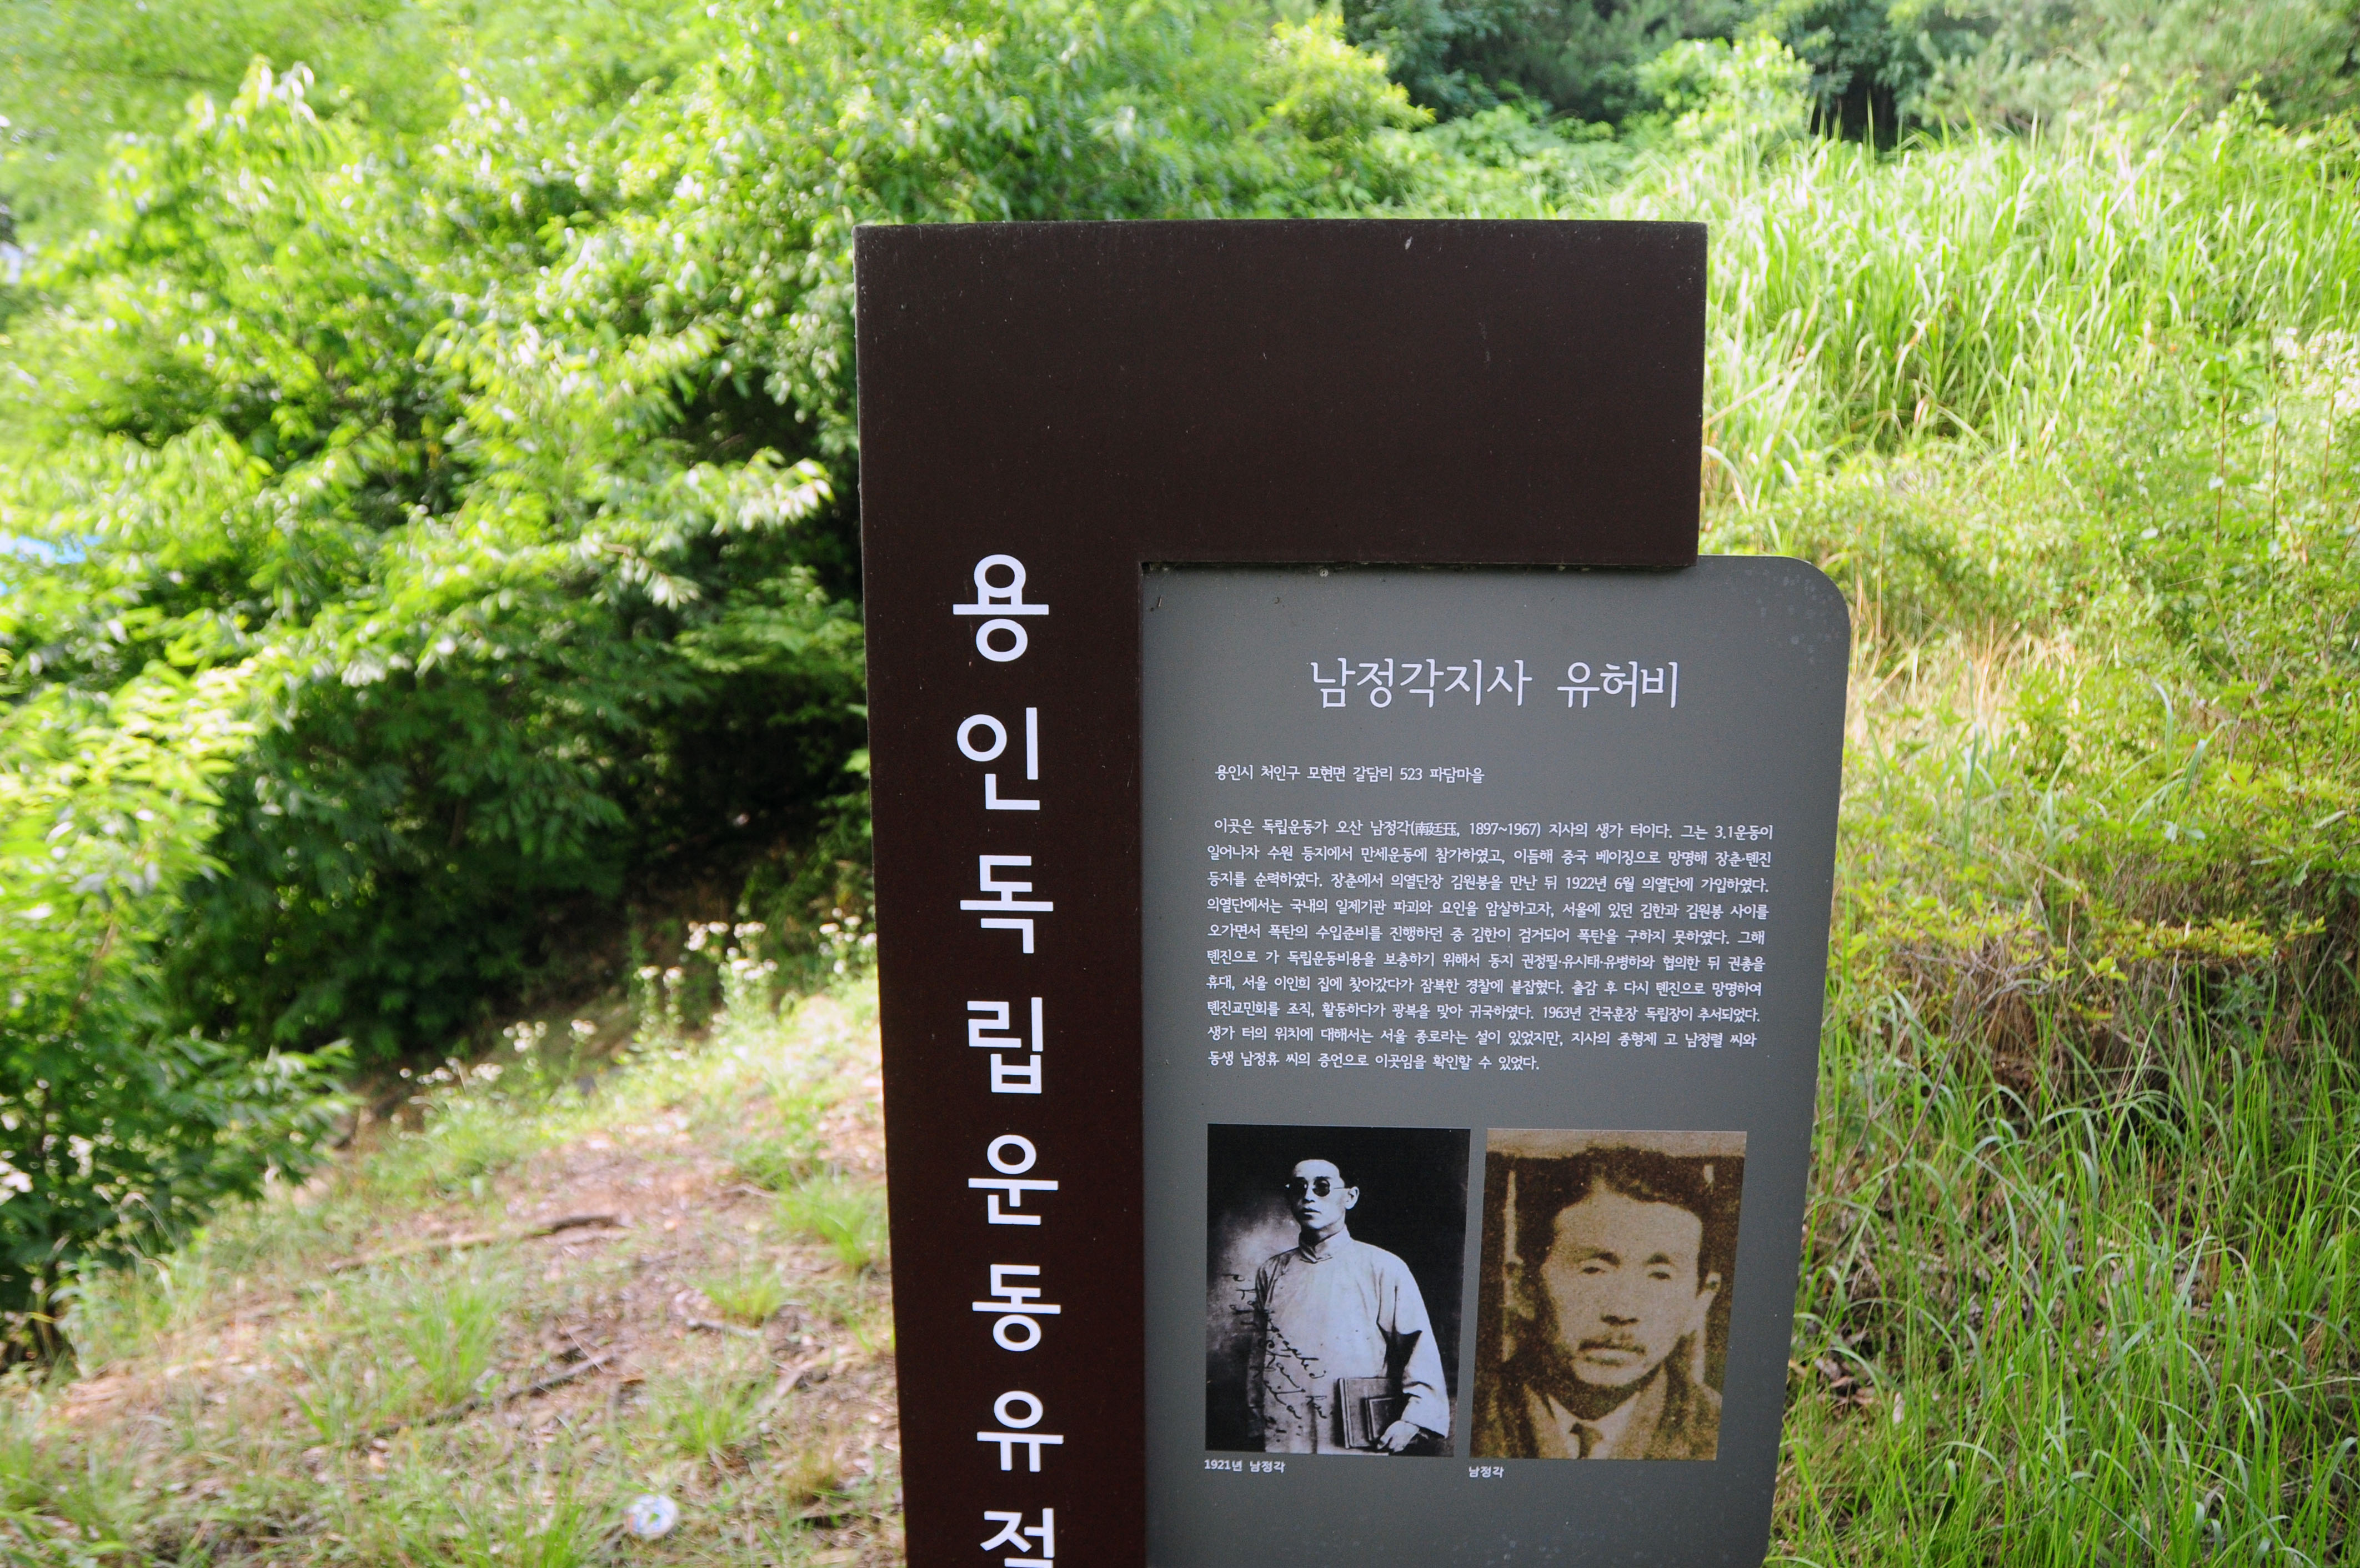 용인독립운동유적
남정각지사 유허비
용인시 처인구 모현면 갈담리 523 파담마을
이곳은 독립운동가 오산 남정각(南廷珏, 1897~1967) 지사의 생가 터이다. 그는 3.1운동이
일어나자 수원 등지에서 만세운동에 참가하였고, 이듬해 중국 베이징으로 망명해 장춘·톈진
등지를 순력하였다. 장춘에서 의열단장 김원봉을 만난 뒤 1922년 6월 의열단에 가입하였다.
의열단에서는 국내의 일제기관 파괴와 요인을 암살하고자, 서울에 있던 김한과 김원봉 사이를
오가면서 폭탄의 수입준비를 진행하던 중 김한이 검거되어 폭탄을 구하지 못하였다. 그해
톈진으로 가 독립운동비용을 보충하기 위해서 동지 권정필·유시태·유병하와 협의한 뒤 권총을
휴대, 서울 이인희 집에 찾아갔다가 잠복한 경찰에 붙잡혔다. 출감 후 다시 톈진으로 망명하여
톈진교민회를 조직, 활동하다가 광복을 맞아 귀국하였다. 1963년 건국훈장 독립장이 추서되었다.
생가 터의 위치에 대해서는 서울 종로라는 설이 있었지만, 지사의 종형제 고 남정렬 씨와
동생 남정휴 씨의 증언으로 이곳임을 확인할 수 있었다.
1921년 남정각
남정각